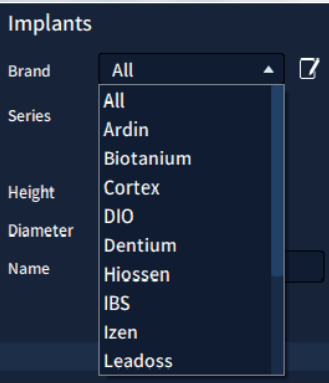 Implants
Brand All
All
Series
Ardin
Biotanium
Cortex
Height
DIO
Diameter
Dentium
Name
Hiossen
IBS
Izen
Leadoss